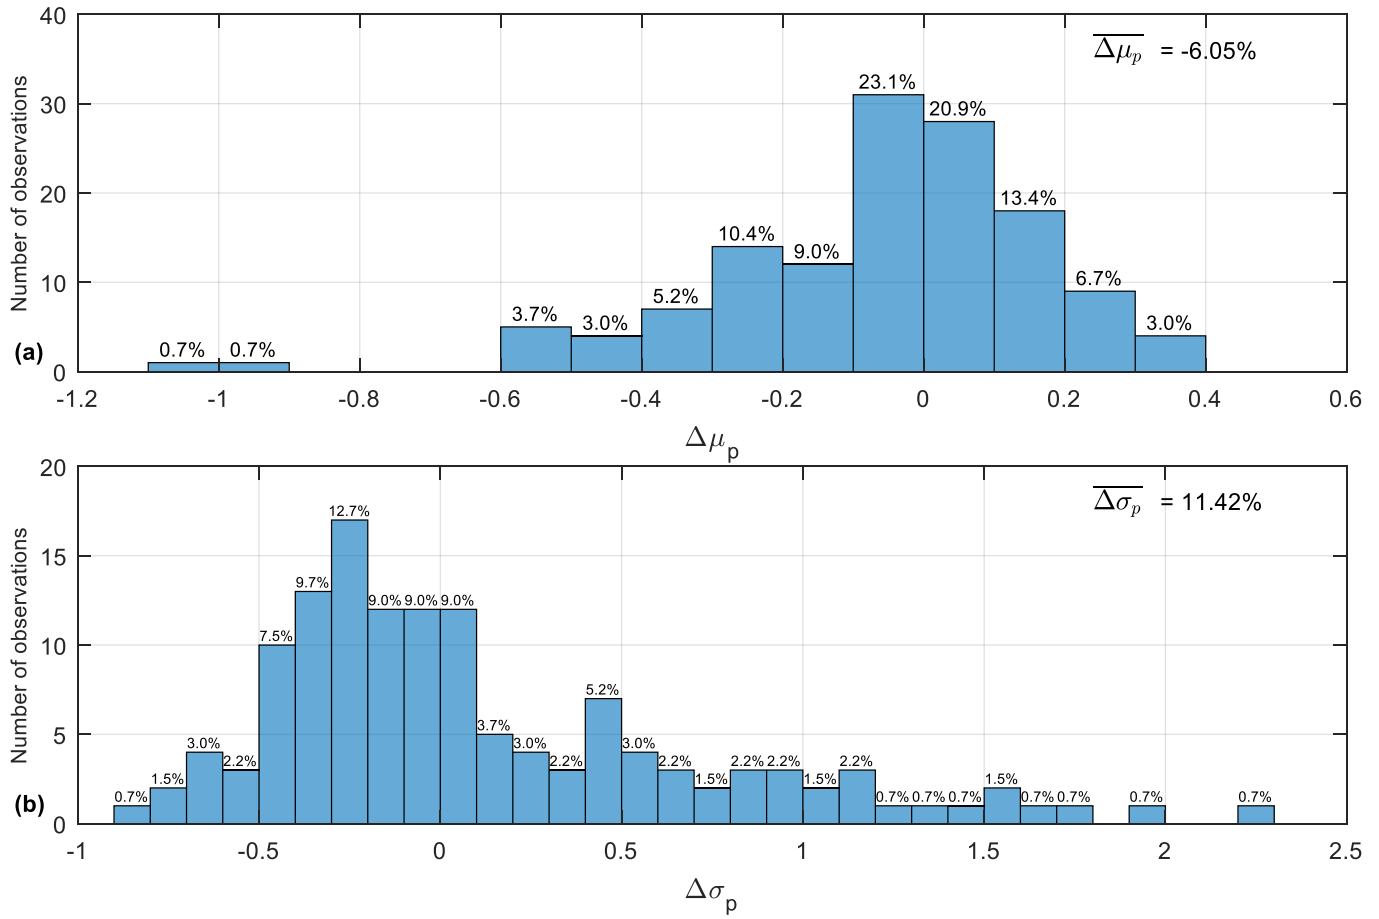 40
30
20
10
0
Number of observations
(a)
0.7% 0.7% 3.7% 3.0% 5.2% 10.4% 9.0% 23.1% 20.9% 13.4% 6.7% 3.0%
Δμp = -6.05%
-1.2 -1 -0.8 -0.6 -0.4 -0.2 0 0.2 0.4 0.6
Δμp
20
15
10
5
0
Number of observations
(b)
0.7% 1.5% 3.0% 2.2% 7.5% 9.7% 12.7% 9.0% 9.0% 9.0% 3.7% 3.0% 2.2% 5.2% 3.0% 2.2% 1.5% 2.2% 2.2% 1.5% 2.2% 0.7% 0.7% 0.7% 1.5% 0.7% 0.7% 0.7% 0.7%
Δσp = 11.42%
-1 -0.5 0 0.5 1 1.5 2 2.5
Δσp